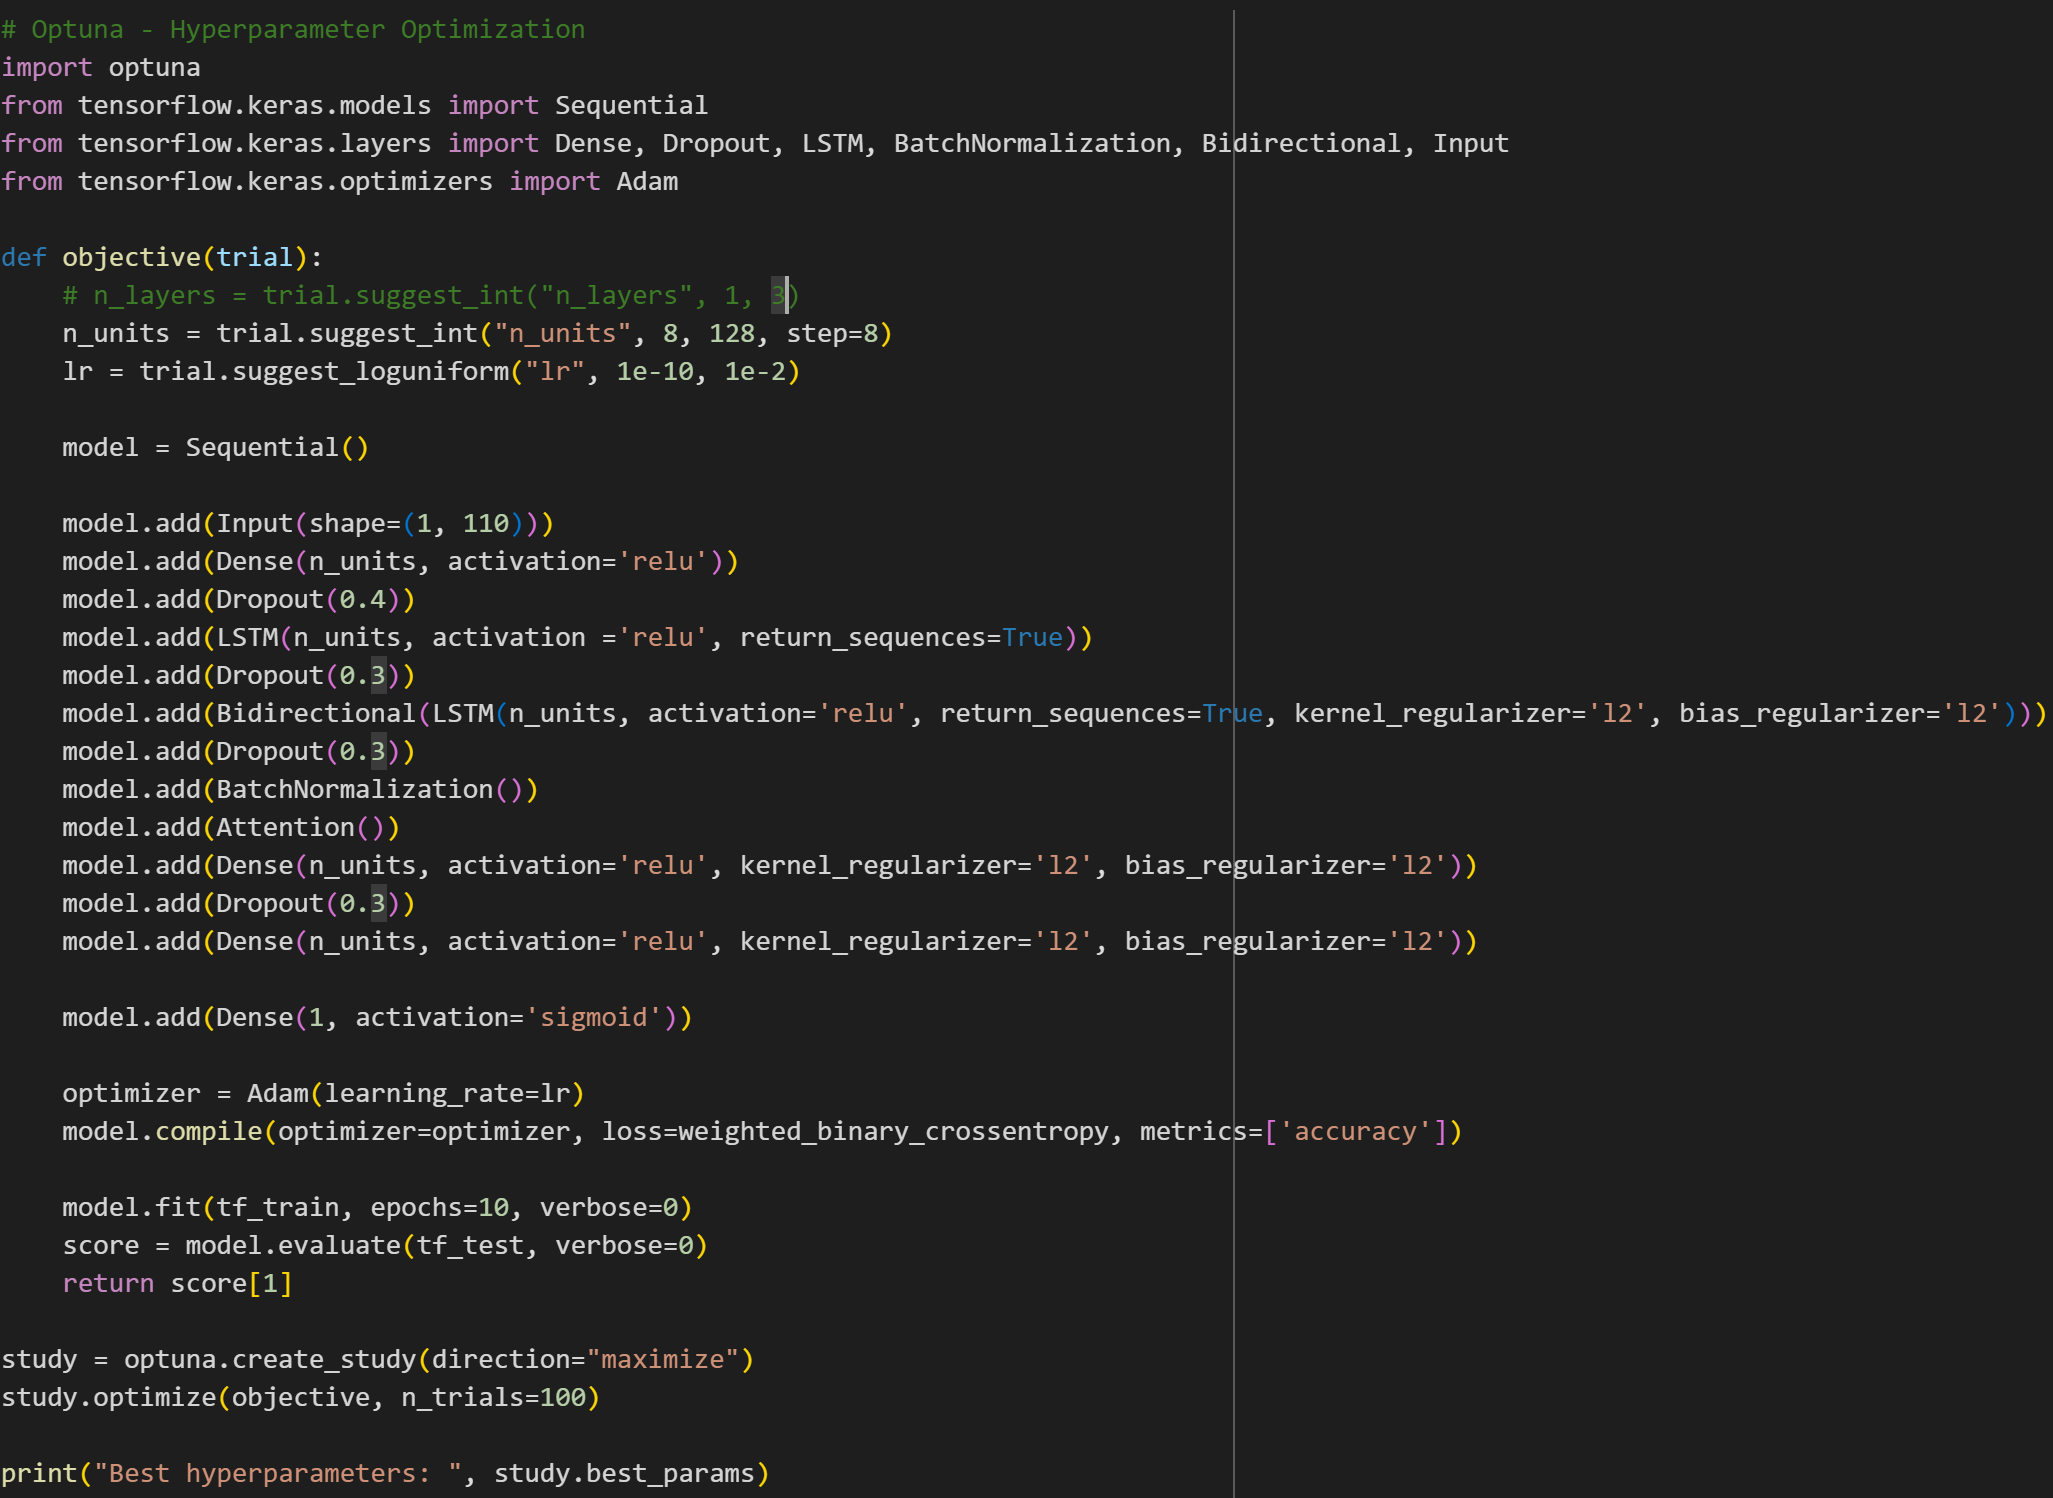 # Optuna - Hyperparameter Optimization
import optuna
from tensorflow.keras.models import Sequential
from tensorflow.keras.layers import Dense, Dropout, LSTM, BatchNormalization, Bidirectional, Input
from tensorflow.keras.optimizers import Adam

def objective(trial):
    # n_layers = trial.suggest_int("n_layers", 1, 3)
    n_units = trial.suggest_int("n_units", 8, 128, step=8)
    lr = trial.suggest_loguniform("lr", 1e-10, 1e-2)

    model = Sequential()

    model.add(Input(shape=(1, 110)))
    model.add(Dense(n_units, activation='relu'))
    model.add(Dropout(0.4))
    model.add(LSTM(n_units, activation ='relu', return_sequences=True))
    model.add(Dropout(0.3))
    model.add(Bidirectional(LSTM(n_units, activation='relu', return_sequences=True, kernel_regularizer='l2', bias_regularizer='l2')))
    model.add(Dropout(0.3))
    model.add(BatchNormalization())
    model.add(Attention())
    model.add(Dense(n_units, activation='relu', kernel_regularizer='l2', bias_regularizer='l2'))
    model.add(Dropout(0.3))
    model.add(Dense(n_units, activation='relu', kernel_regularizer='l2', bias_regularizer='l2'))

    model.add(Dense(1, activation='sigmoid'))

    optimizer = Adam(learning_rate=lr)
    model.compile(optimizer=optimizer, loss=weighted_binary_crossentropy, metrics=['accuracy'])

    model.fit(tf_train, epochs=10, verbose=0)
    score = model.evaluate(tf_test, verbose=0)
    return score[1]

study = optuna.create_study(direction="maximize")
study.optimize(objective, n_trials=100)

print("Best hyperparameters: ", study.best_params)